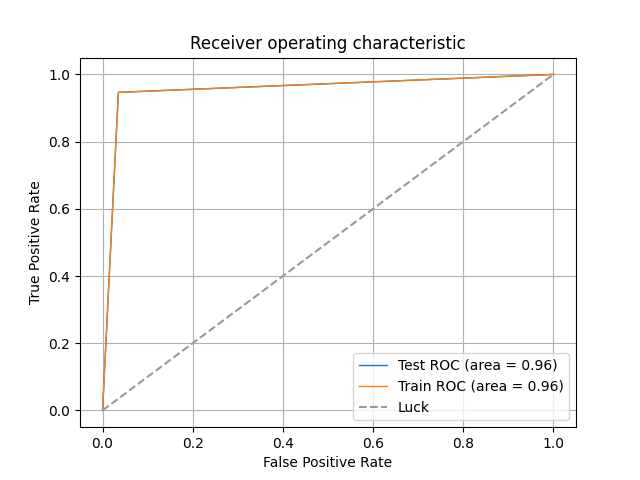 Receiver operating characteristic
1.0
0.8
0.6
0.4
0.2
0.0
True Positive Rate
0.0 0.2 0.4 0.6 0.8 1.0
False Positive Rate
Test ROC (area = 0.96)
Train ROC (area = 0.96)
Luck